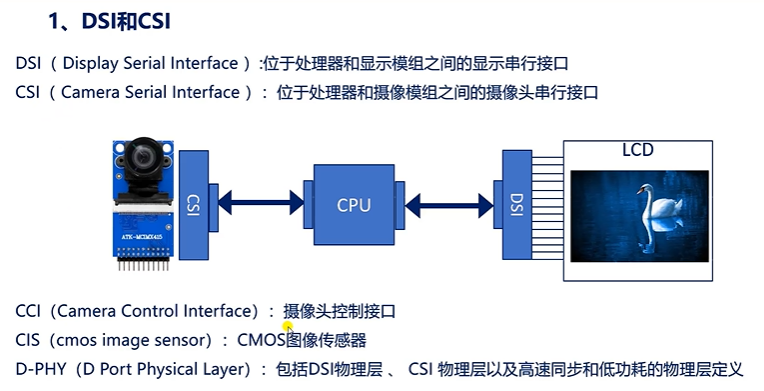 1、DSI和CSI
DSI（ Display Serial Interface ）:位于处理器和显示模组之间的显示串行接口
CSI（ Camera Serial Interface ）： 位于处理器和摄像模组之间的摄像头串行接口
ATK-MCIMX415
CSI
CPU
DSI
LCD
CCI（Camera Control Interface）： 摄像头控制接口
CIS（cmos image sensor）： CMOS图像传感器
D-PHY（D Port Physical Layer）： 包括DSI物理层 、 CSI 物理层以及高速同步和低功耗的物理层定义